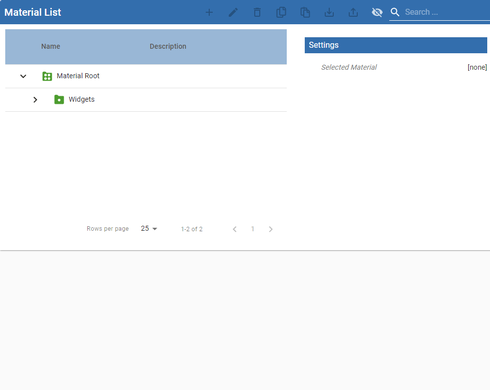 Material List
Search ...
Name Description
Material Root
Widgets
Rows per page 25 1-2 of 2 1
Settings
Selected Material [none]